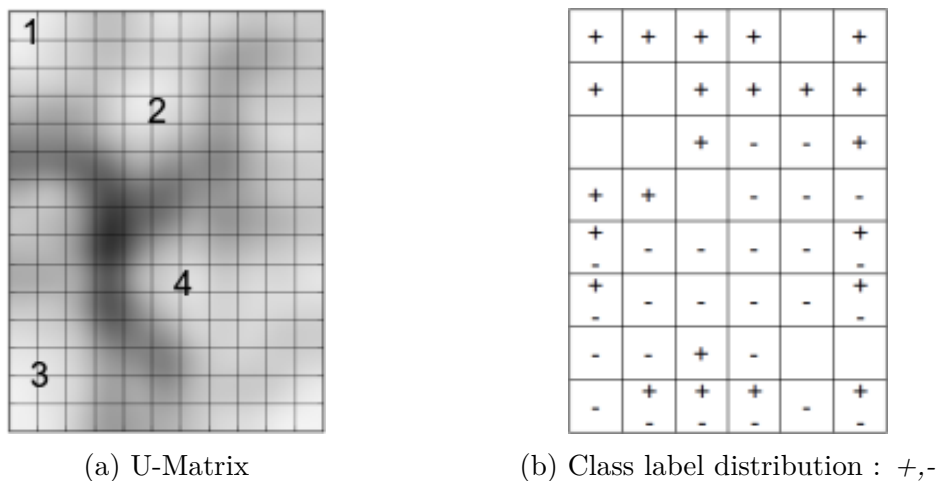 1
2
4
3
+ + + + +
+ + + + +
+ - - +
+ + - - -
+ +
- - - - - -
+ +
- - - - - -
- - + -
+ + + +
- - - - - -
(a) U-Matrix
(b) Class label distribution : +,-